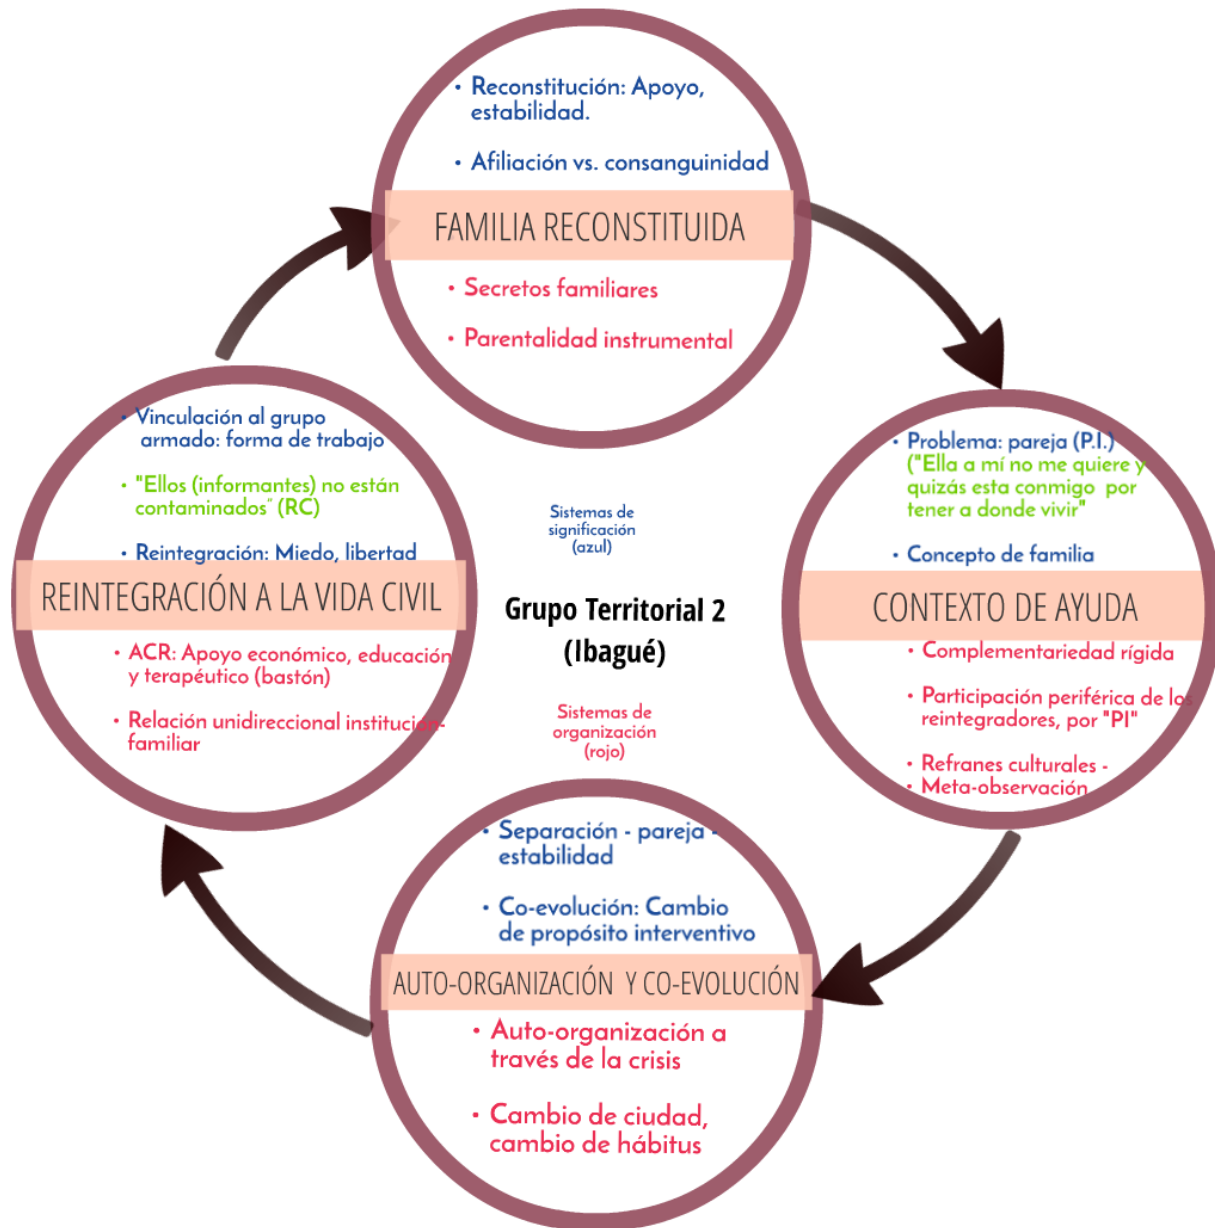 • Reconstitución: Apoyo,
estabilidad.
• Afiliación vs. consanguinidad
FAMILIA RECONSTITUIDA
• Secretos familiares
• Parentalidad instrumental
• Problema: pareja (P.I.)
("Ella a mí no me quiere y
quizás esta conmigo por
tener a donde vivir"
• Concepto de familia
CONTEXTO DE AYUDA
• Complementariedad rígida
• Participación periférica de los
reintegradores, por "PI"
• Refranes culturales -
• Meta-observación
• Separación - pareja -
estabilidad
• Co-evolución: Cambio
de propósito interventivo
AUTO-ORGANIZACIÓN Y CO-EVOLUCIÓN
• Auto-organización a
través de la crisis
• Cambio de ciudad,
cambio de hábitus
• Vinculación al grupo
armado: forma de trabajo
• "Ellos (informantes) no están
contaminados" (RC)
• Reintegración: Miedo, libertad
REINTEGRACIÓN A LA VIDA CIVIL
• ACR: Apoyo económico, educación
y terapéutico (bastón)
• Relación unidireccional institución-
familiar
Sistemas de
significación
(azul)
Grupo Territorial 2
(Ibagué)
Sistemas de
organización
(rojo)